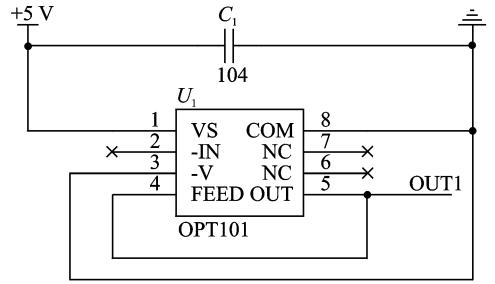 +5 V
C1
104
U1
1 VS COM 8
2 -IN NC 7
3 -V NC 6
4 FEED OUT 5 OUT1
OPT101